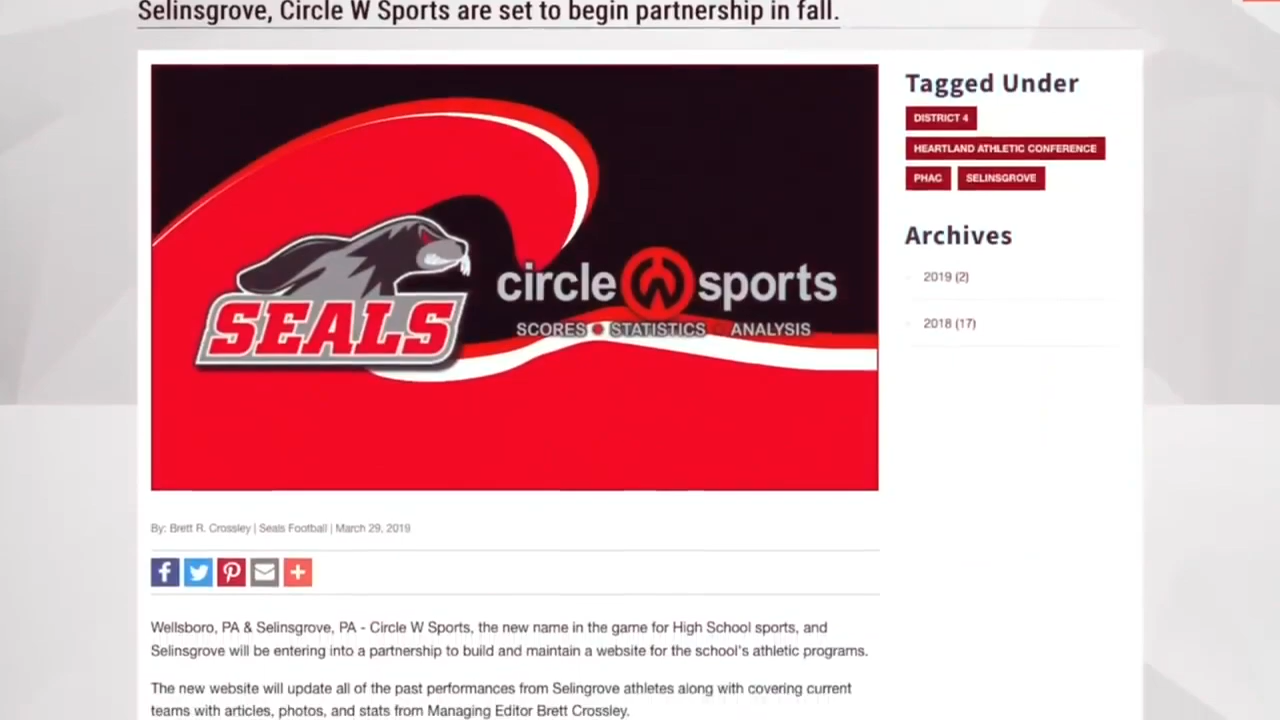 Selinsgrove, Circle W Sports are set to begin partnership in fall.
SEALS
circle W sports
SCORES STATISTICS ANALYSIS
By: Brett R. Crossley | Seals Football | March 29, 2019
Wellsboro, PA & Selinsgrove, PA - Circle W Sports, the new name in the game for High School sports, and
Selinsgrove will be entering into a partnership to build and maintain a website for the school's athletic programs.
The new website will update all of the past performances from Selingrove athletes along with covering current
teams with articles, photos, and stats from Managing Editor Brett Crossley.
Tagged Under
DISTRICT 4
HEARTLAND ATHLETIC CONFERENCE
PHAC SELINSGROVE
Archives
2019 (2)
2018 (17)